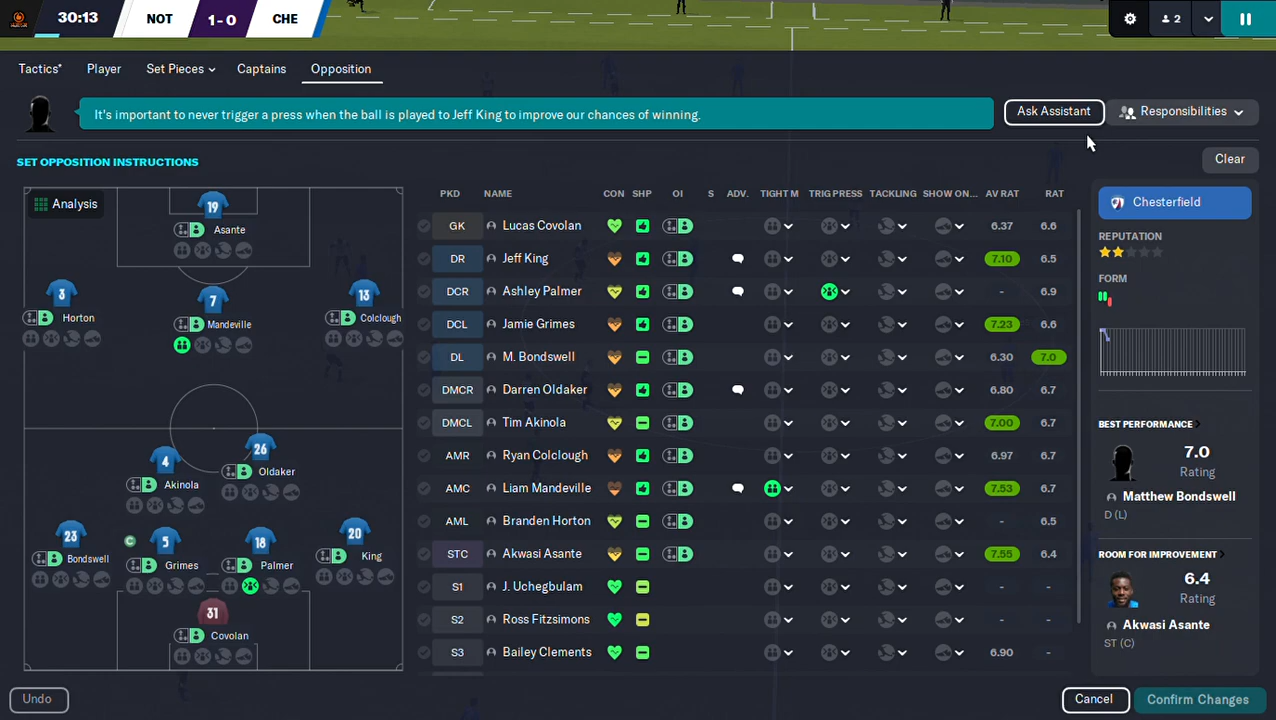 30:13 NOT 1 - 0 CHE 2
Tactics* Player Set Pieces Captains Opposition
It's important to never trigger a press when the ball is played to Jeff King to improve our chances of winning.
Ask Assistant Responsibilities
SET OPPOSITION INSTRUCTIONS
Clear
Analysis
19
Asante
3
Horton
7
Mandeville
13
Colclough
26
Oldaker
4
Akinola
23
Bondswell
C
5
Grimes
18
Palmer
20
King
31
Covolan
PKD NAME CON SHP OI S ADV. TIGHT M TRIG PRESS TACKLING SHOW ON... AV RAT RAT
GK Lucas Covolan 6.37 6.6
DR Jeff King 7.10 6.5
DCR Ashley Palmer - 6.9
DCL Jamie Grimes 7.23 6.6
DL M. Bondswell 6.30 7.0
DMCR Darren Oldaker 6.80 6.7
DMCL Tim Akinola 7.00 6.7
AMR Ryan Colclough 6.97 6.7
AMC Liam Mandeville 7.53 6.7
AML Branden Horton - 6.5
STC Akwasi Asante 7.55 6.4
S1 J. Uchegbulam - -
S2 Ross Fitzsimons - -
S3 Bailey Clements 6.90 -
Chesterfield
REPUTATION
FORM
BEST PERFORMANCE
7.0
Rating
Matthew Bondswell
D (L)
ROOM FOR IMPROVEMENT
6.4
Rating
Akwasi Asante
ST (C)
Undo
Cancel Confirm Changes